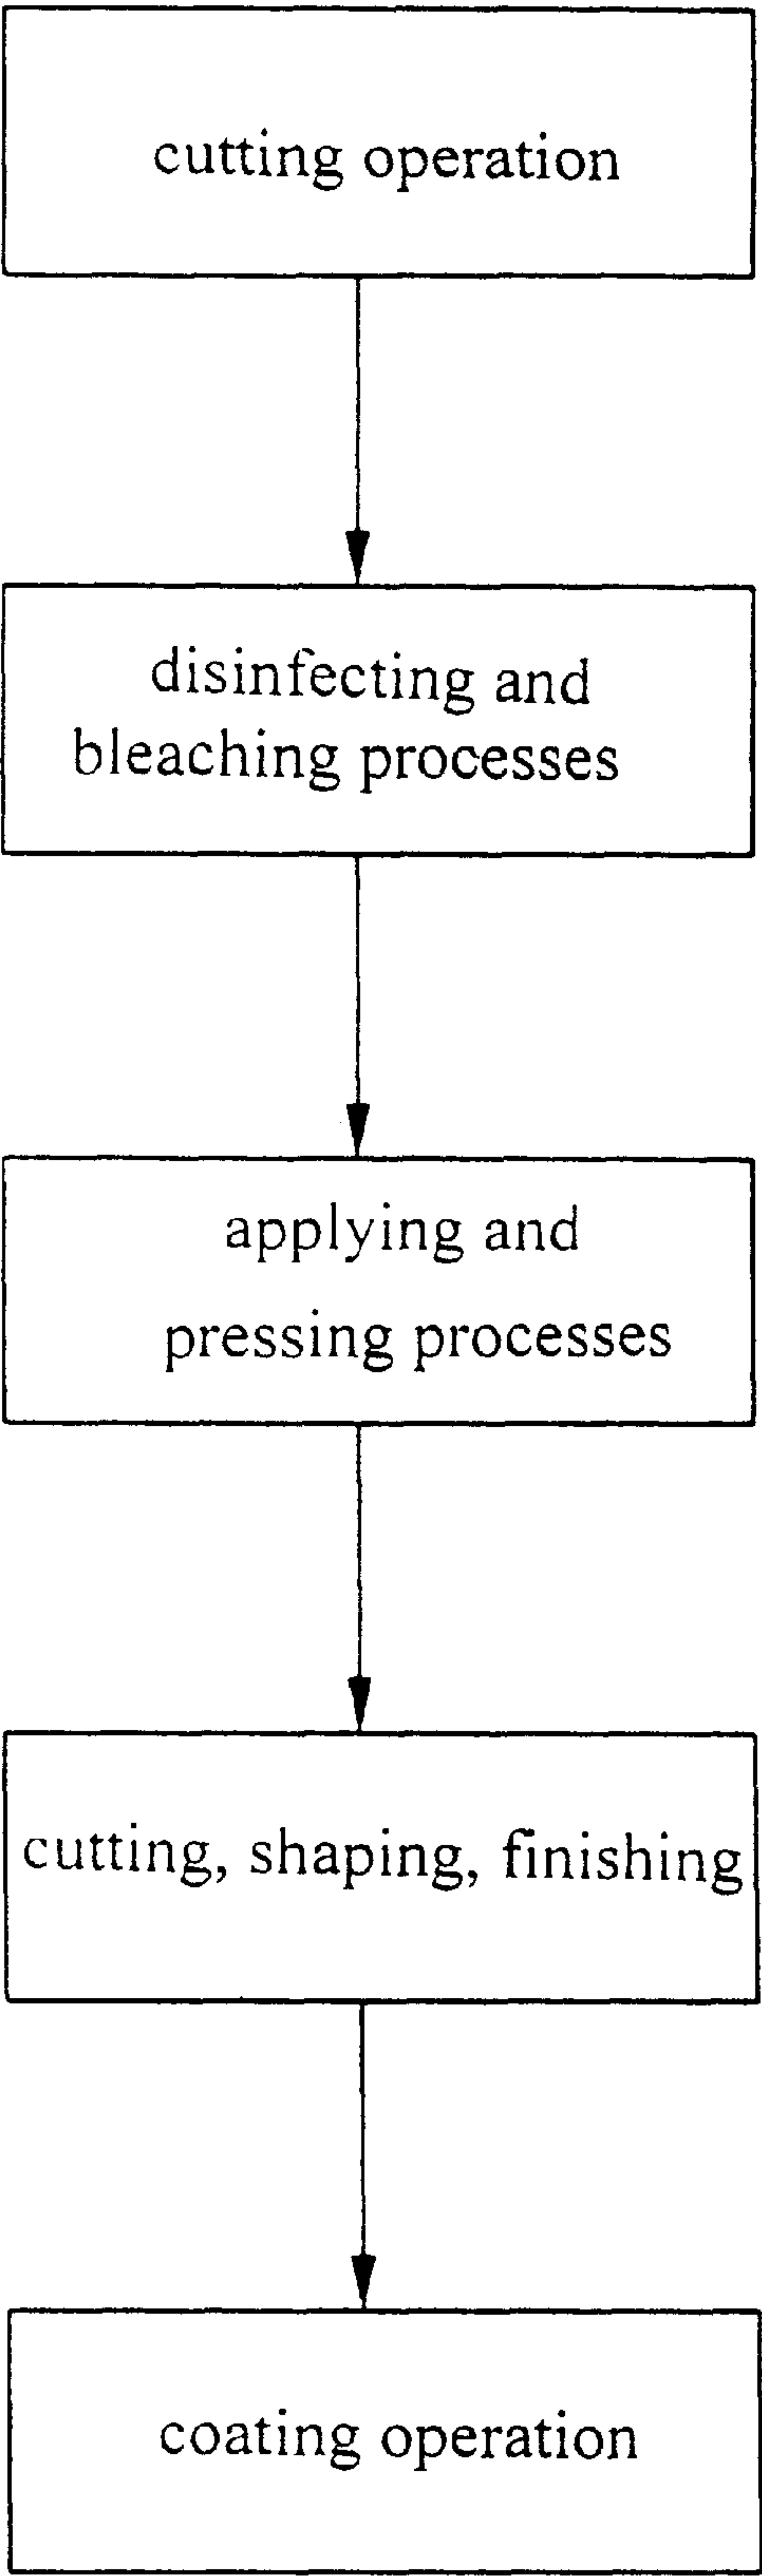 cutting operation
disinfecting and
bleaching processes
applying and
pressing processes
cutting, shaping, finishing
coating operation